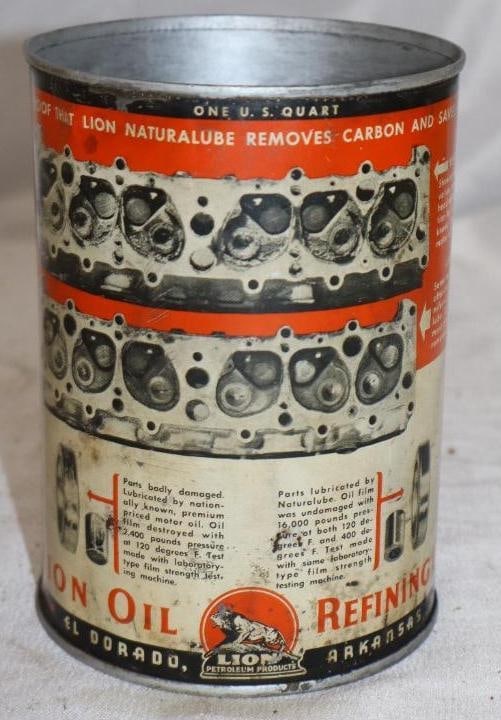 ONE U. S. QUART
OF THAT LION NATURALUBE REMOVES CARBON AND SAVE
Parts badly damaged.
Lubricated by nation-
ally known, premium
priced motor oil. Oil
film destroyed with
2,400 pounds pressure
at 120 degrees F. Test
made with laboratory-
type film strength test-
ing machine.
Parts lubricated by
Naturalube. Oil film
was undamaged with
16,000 pounds pres-
sure at both 120 de-
grees F. and 400 de-
grees F. Test made
with same laboratory-
type film strength
testing machine.
ON OIL REFINING
EL DORADO, ARKANSAS
LION
PETROLEUM PRODUCTS